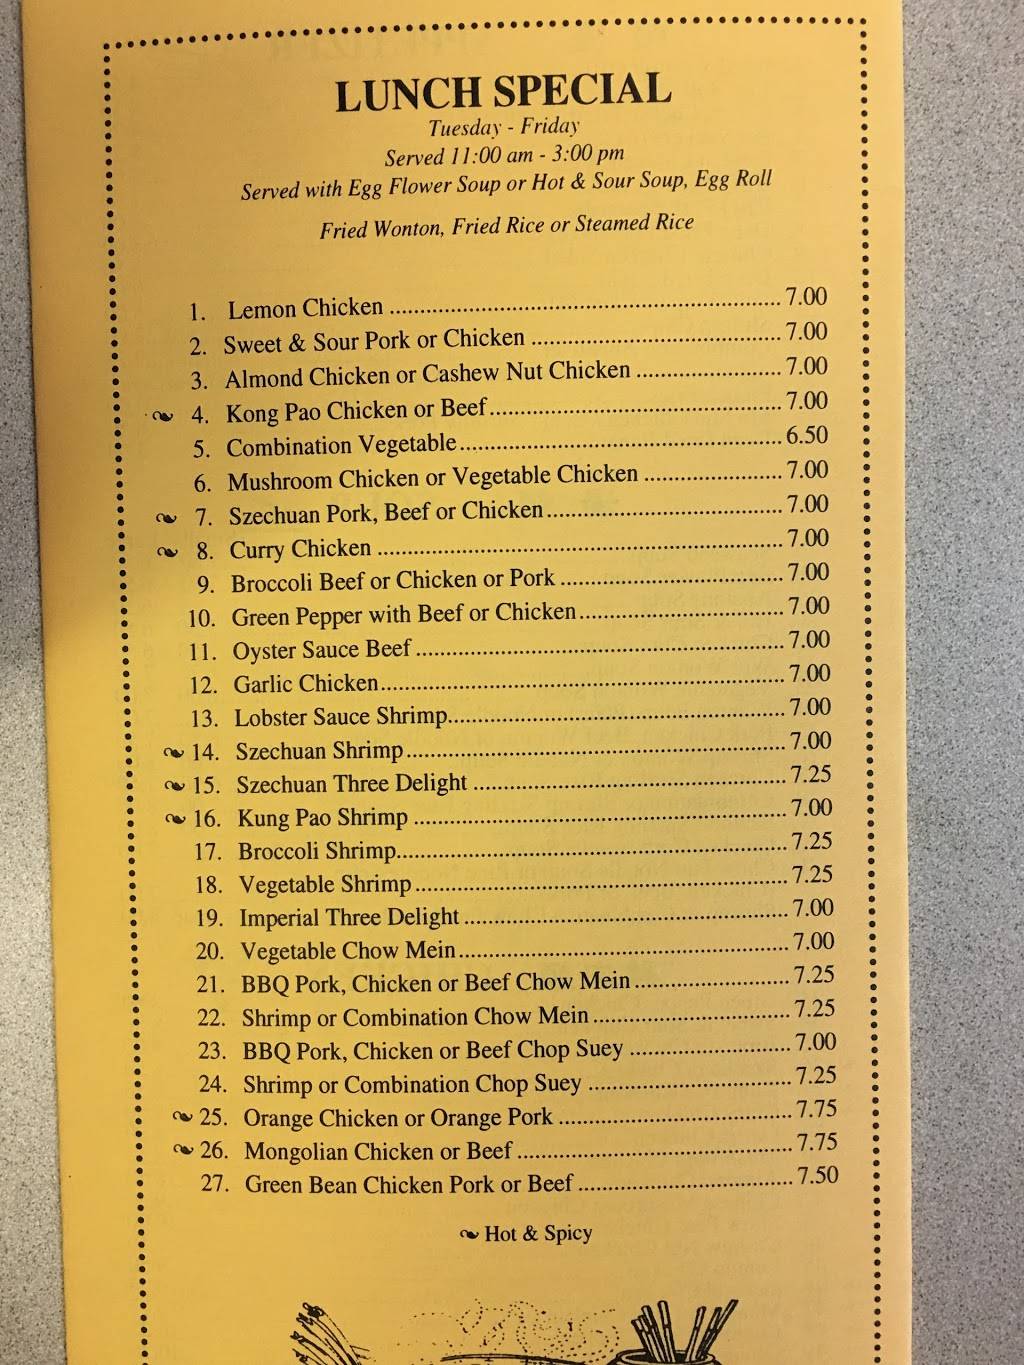 LUNCH SPECIAL
Tuesday - Friday
Served 11:00 am - 3:00 pm
Served with Egg Flower Soup or Hot & Sour Soup, Egg Roll
Fried Wonton, Fried Rice or Steamed Rice
1. Lemon Chicken 7.00
2. Sweet & Sour Pork or Chicken 7.00
3. Almond Chicken or Cashew Nut Chicken 7.00
4. Kong Pao Chicken or Beef 7.00
5. Combination Vegetable 6.50
6. Mushroom Chicken or Vegetable Chicken 7.00
7. Szechuan Pork, Beef or Chicken 7.00
8. Curry Chicken 7.00
9. Broccoli Beef or Chicken or Pork 7.00
10. Green Pepper with Beef or Chicken 7.00
11. Oyster Sauce Beef 7.00
12. Garlic Chicken 7.00
13. Lobster Sauce Shrimp 7.00
14. Szechuan Shrimp 7.00
15. Szechuan Three Delight 7.25
16. Kung Pao Shrimp 7.00
17. Broccoli Shrimp 7.25
18. Vegetable Shrimp 7.25
19. Imperial Three Delight 7.00
20. Vegetable Chow Mein 7.00
21. BBQ Pork, Chicken or Beef Chow Mein 7.25
22. Shrimp or Combination Chow Mein 7.25
23. BBQ Pork, Chicken or Beef Chop Suey 7.00
24. Shrimp or Combination Chop Suey 7.25
25. Orange Chicken or Orange Pork 7.75
26. Mongolian Chicken or Beef 7.75
27. Green Bean Chicken Pork or Beef 7.50
Hot & Spicy